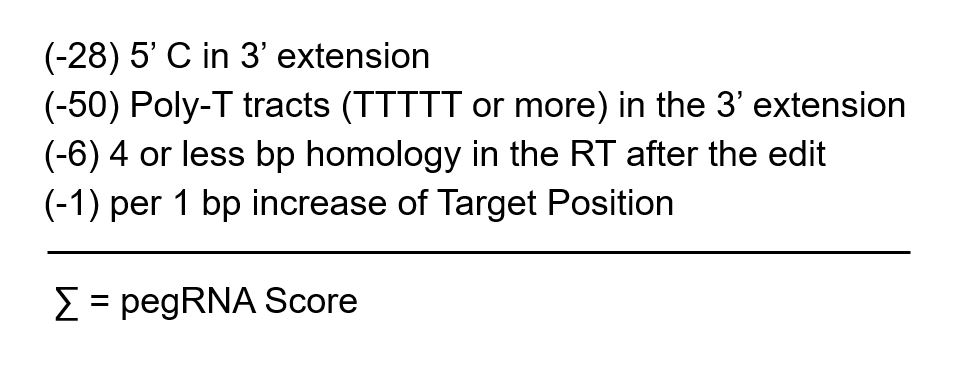 (-28) 5’ C in 3’ extension
(-50) Poly-T tracts (TTTTT or more) in the 3’ extension
(-6) 4 or less bp homology in the RT after the edit
(-1) per 1 bp increase of Target Position
∑ = pegRNA Score